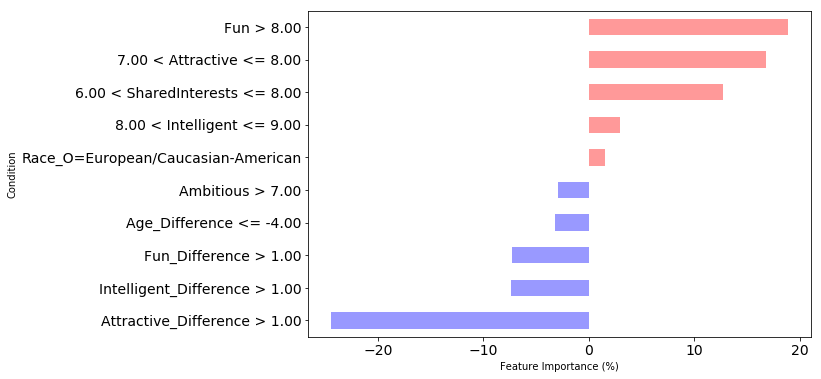 Fun > 8.00
7.00 < Attractive <= 8.00
6.00 < SharedInterests <= 8.00
8.00 < Intelligent <= 9.00
Race_O=European/Caucasian-American
Ambitious > 7.00
Age_Difference <= -4.00
Fun_Difference > 1.00
Intelligent_Difference > 1.00
Attractive_Difference > 1.00
Condition
−20 −10 0 10 20
Feature Importance (%)